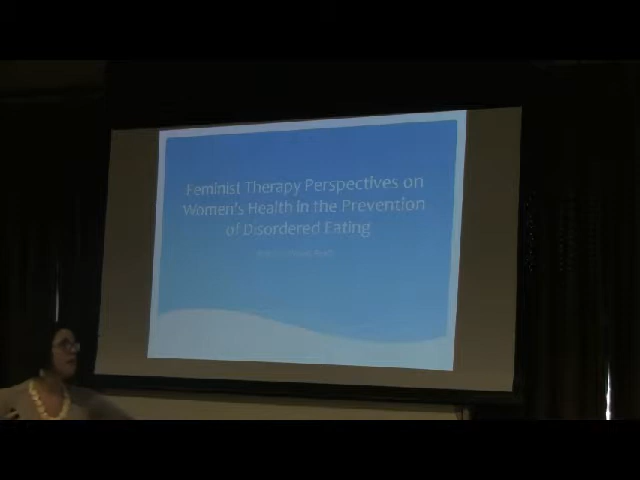 Feminist Therapy Perspectives on
Women's Health in the Prevention
of Disordered Eating